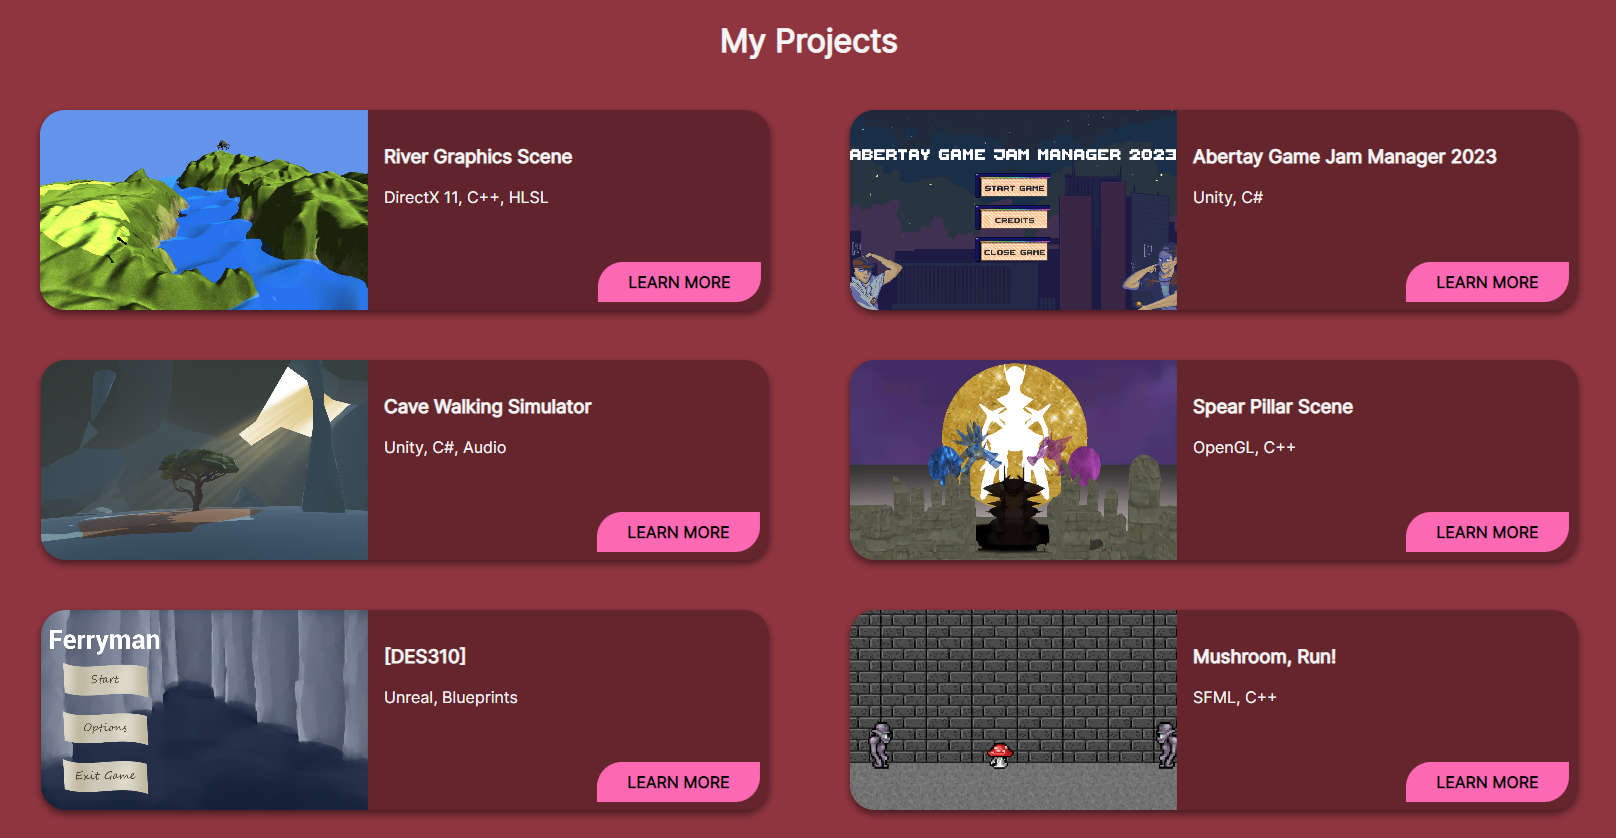 My Projects
River Graphics Scene
DirectX 11, C++, HLSL
LEARN MORE
ABERTAY GAME JAM MANAGER 2023
START GAME
CREDITS
CLOSE GAME
Abertay Game Jam Manager 2023
Unity, C#
LEARN MORE
Cave Walking Simulator
Unity, C#, Audio
LEARN MORE
Spear Pillar Scene
OpenGL, C++
LEARN MORE
Ferryman
Start
Options
Exit Game
[DES310]
Unreal, Blueprints
LEARN MORE
Mushroom, Run!
SFML, C++
LEARN MORE